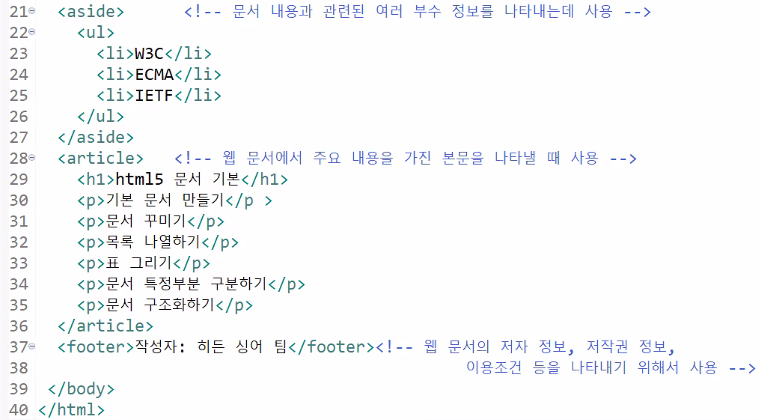 21 <aside> <!-- 문서 내용과 관련된 여러 부수 정보를 나타내는데 사용 -->
22 <ul>
23 <li>W3C</li>
24 <li>ECMA</li>
25 <li>IETF</li>
26 </ul>
27 </aside>
28 <article> <!-- 웹 문서에서 주요 내용을 가진 본문을 나타낼 때 사용 -->
29 <h1>html5 문서 기본</h1>
30 <p>기본 문서 만들기</p >
31 <p>문서 꾸미기</p>
32 <p>목록 나열하기</p>
33 <p>표 그리기</p>
34 <p>문서 특정부분 구분하기</p>
35 <p>문서 구조화하기</p>
36 </article>
37 <footer>작성자: 히든 싱어 팀</footer><!-- 웹 문서의 저자 정보, 저작권 정보,
38 이용조건 등을 나타내기 위해서 사용 -->
39 </body>
40 </html>